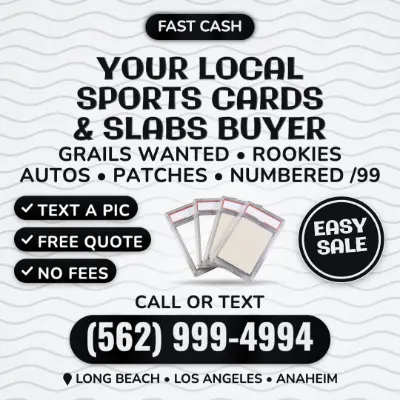 FAST CASH
YOUR LOCAL
SPORTS CARDS
& SLABS BUYER
GRAILS WANTED • ROOKIES
AUTOS • PATCHES • NUMBERED /99
✓ TEXT A PIC
✓ FREE QUOTE
✓ NO FEES
EASY
SALE
CALL OR TEXT
(562) 999-4994
LONG BEACH • LOS ANGELES • ANAHEIM